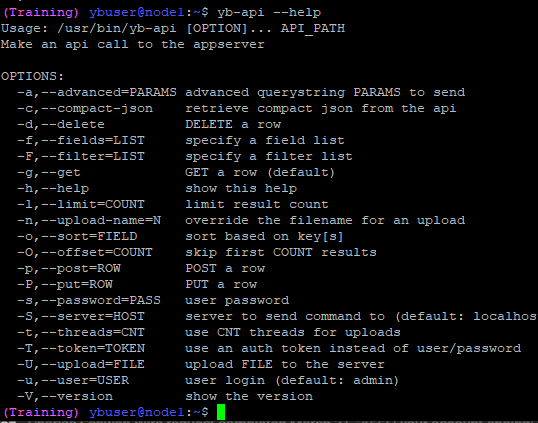 (Training) ybuser@node1:~$ yb-api --help
Usage: /usr/bin/yb-api [OPTION]... API_PATH
Make an api call to the appserver
OPTIONS:
-a,--advanced=PARAMS advanced querystring PARAMS to send
-c,--compact-json retrieve compact json from the api
-d,--delete DELETE a row
-f,--fields=LIST specify a field list
-F,--filter=LIST specify a filter list
-g,--get GET a row (default)
-h,--help show this help
-l,--limit=COUNT limit result count
-n,--upload-name=N override the filename for an upload
-o,--sort=FIELD sort based on key[s]
-O,--offset=COUNT skip first COUNT results
-p,--post=ROW POST a row
-P,--put=ROW PUT a row
-s,--password=PASS user password
-S,--server=HOST server to send command to (default: localhos
-t,--threads=CNT use CNT threads for uploads
-T,--token=TOKEN use an auth token instead of user/password
-U,--upload=FILE upload FILE to the server
-u,--user=USER user login (default: admin)
-V,--version show the version
(Training) ybuser@node1:~$